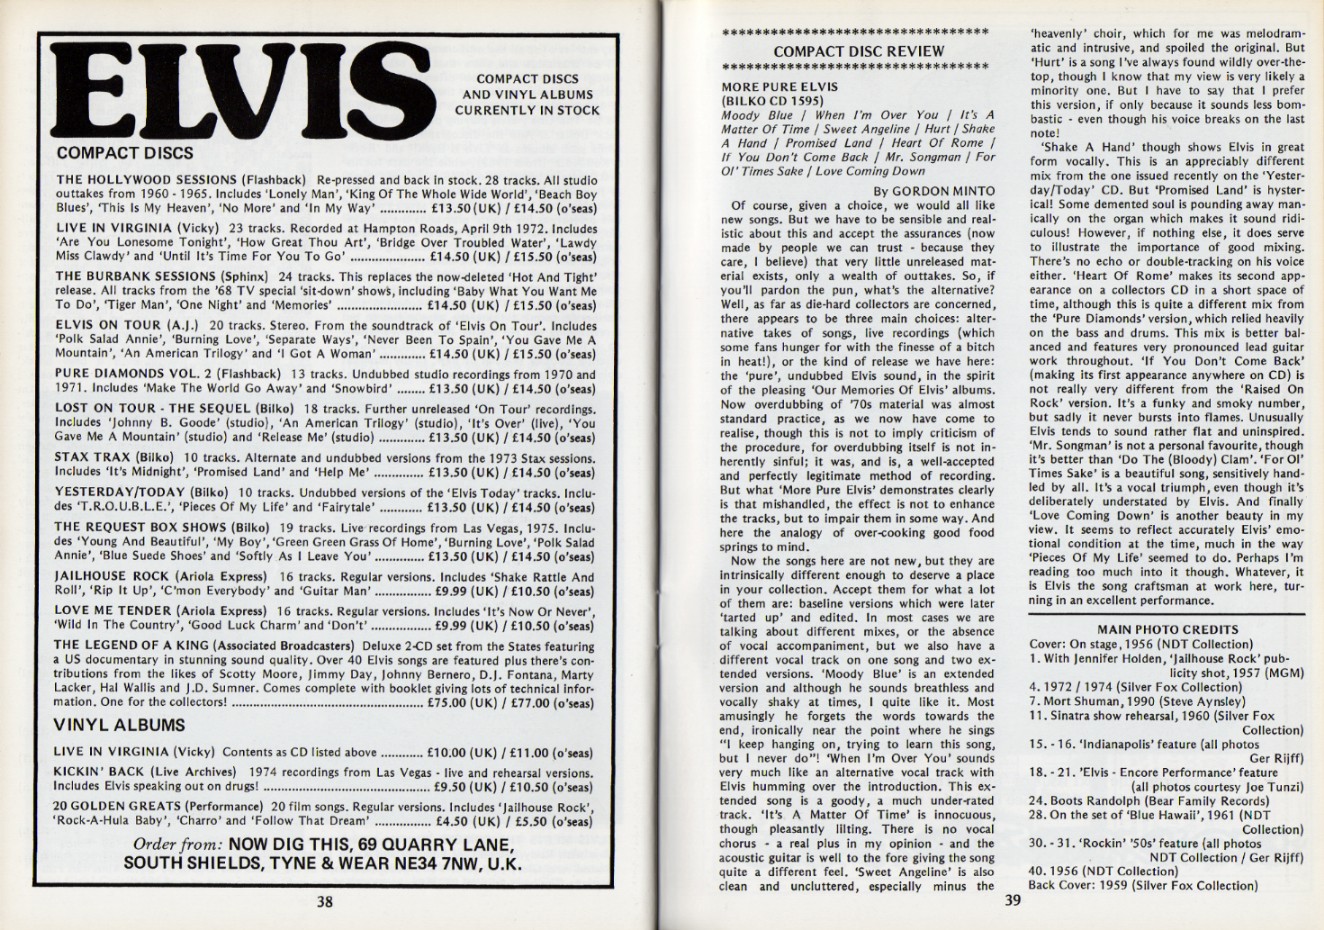 ELVIS
COMPACT DISCS
AND VINYL ALBUMS
CURRENTLY IN STOCK
COMPACT DISCS
THE HOLLYWOOD SESSIONS (Flashback) Re-pressed and back in stock. 28 tracks. All studio
outtakes from 1960 - 1965. Includes 'Lonely Man', 'King Of The Whole Wide World', 'Beach Boy
Blues', 'This Is My Heaven', 'No More' and 'In My Way' ............. £13.50 (UK) / £14.50 (o'seas)
LIVE IN VIRGINIA (Vicky) 23 tracks. Recorded at Hampton Roads, April 9th 1972. Includes
'Are You Lonesome Tonight', 'How Great Thou Art', 'Bridge Over Troubled Water', 'Lawdy
Miss Clawdy' and 'Until It's Time For You To Go' ...................... £14.50 (UK) / £15.50 (o'seas)
THE BURBANK SESSIONS (Sphinx) 24 tracks. This replaces the now-deleted 'Hot And Tight'
release. All tracks from the '68 TV special 'sit-down' shows, including 'Baby What You Want Me
To Do', 'Tiger Man', 'One Night' and 'Memories' ........................ £14.50 (UK) / £15.50 (o'seas)
ELVIS ON TOUR (A.J.) 20 tracks. Stereo. From the soundtrack of 'Elvis On Tour'. Includes
'Polk Salad Annie', 'Burning Love', 'Separate Ways', 'Never Been To Spain', 'You Gave Me A
Mountain', 'An American Trilogy' and 'I Got A Woman' ............. £14.50 (UK) / £15.50 (o'seas)
PURE DIAMONDS VOL. 2 (Flashback) 13 tracks. Undubbed studio recordings from 1970 and
1971. Includes 'Make The World Go Away' and 'Snowbird' ........ £13.50 (UK) / £14.50 (o'seas)
LOST ON TOUR - THE SEQUEL (Bilko) 18 tracks. Further unreleased 'On Tour' recordings.
Includes 'Johnny B. Goode' (studio), 'An American Trilogy' (studio), 'It's Over' (live), 'You
Gave Me A Mountain' (studio) and 'Release Me' (studio) ............. £13.50 (UK) / £14.50 (o'seas)
STAX TRAX (Bilko) 10 tracks. Alternate and undubbed versions from the 1973 Stax sessions.
Includes 'It's Midnight', 'Promised Land' and 'Help Me' ................ £13.50 (UK) / £14.50 (o'seas)
YESTERDAY/TODAY (Bilko) 10 tracks. Undubbed versions of the 'Elvis Today' tracks. Inclu-
des 'T.R.O.U.B.L.E.', 'Pieces Of My Life' and 'Fairytale' ............... £13.50 (UK) / £14.50 (o'seas)
THE REQUEST BOX SHOWS (Bilko) 19 tracks. Live recordings from Las Vegas, 1975. Inclu-
des 'Young And Beautiful', 'My Boy', 'Green Green Grass Of Home', 'Burning Love', 'Polk Salad
Annie', 'Blue Suede Shoes' and 'Softly As I Leave You' ................ £13.50 (UK) / £14.50 (o'seas)
JAILHOUSE ROCK (Ariola Express) 16 tracks. Regular versions. Includes 'Shake Rattle And
Roll', 'Rip It Up', 'C'mon Everybody' and 'Guitar Man' ................ £9.99 (UK) / £10.50 (o'seas)
LOVE ME TENDER (Ariola Express) 16 tracks. Regular versions. Includes 'It's Now Or Never',
'Wild In The Country', 'Good Luck Charm' and 'Don't' ................. £9.99 (UK) / £10.50 (o'seas)
THE LEGEND OF A KING (Associated Broadcasters) Deluxe 2-CD set from the States featuring
a US documentary in stunning sound quality. Over 40 Elvis songs are featured plus there's con-
tributions from the likes of Scotty Moore, Jimmy Day, Johnny Bernero, D.J. Fontana, Marty
Lacker, Hal Wallis and J.D. Sumner. Comes complete with booklet giving lots of technical infor-
mation. One for the collectors! ................................................ £75.00 (UK) / £77.00 (o'seas)
VINYL ALBUMS
LIVE IN VIRGINIA (Vicky) Contents as CD listed above ............ £10.00 (UK) / £11.00 (o'seas)
KICKIN' BACK (Live Archives) 1974 recordings from Las Vegas - live and rehearsal versions.
Includes Elvis speaking out on drugs! .......................................... £9.50 (UK) / £10.50 (o'seas)
20 GOLDEN GREATS (Performance) 20 film songs. Regular versions. Includes 'Jailhouse Rock',
'Rock-A-Hula Baby', 'Charro' and 'Follow That Dream' ................ £4.50 (UK) / £5.50 (o'seas)
Order from: NOW DIG THIS, 69 QUARRY LANE,
SOUTH SHIELDS, TYNE & WEAR NE34 7NW, U.K.
38
********************************
COMPACT DISC REVIEW
********************************
MORE PURE ELVIS
(BILKO CD 1595)
Moody Blue / When I'm Over You / It's A
Matter Of Time / Sweet Angeline / Hurt / Shake
A Hand / Promised Land / Heart Of Rome /
If You Don't Come Back / Mr. Songman / For
Ol' Times Sake / Love Coming Down
By GORDON MINTO
Of course, given a choice, we would all like
new songs. But we have to be sensible and real-
istic about this and accept the assurances (now
made by people we can trust - because they
care, I believe) that very little unreleased mat-
erial exists, only a wealth of outtakes. So, if
you'll pardon the pun, what's the alternative?
Well, as far as die-hard collectors are concerned,
there appears to be three main choices: alter-
native takes of songs, live recordings (which
some fans hunger for with the finesse of a bitch
in heat!), or the kind of release we have here:
the 'pure', undubbed Elvis sound, in the spirit
of the pleasing 'Our Memories Of Elvis' albums.
Now overdubbing of '70s material was almost
standard practice, as we now have come to
realise, though this is not to imply criticism of
the procedure, for overdubbing itself is not in-
herently sinful; it was, and is, a well-accepted
and perfectly legitimate method of recording.
But what 'More Pure Elvis' demonstrates clearly
is that mishandled, the effect is not to enhance
the tracks, but to impair them in some way. And
here the analogy of over-cooking good food
springs to mind.
Now the songs here are not new, but they are
intrinsically different enough to deserve a place
in your collection. Accept them for what a lot
of them are: baseline versions which were later
'tarted up' and edited. In most cases we are
talking about different mixes, or the absence
of vocal accompaniment, but we also have a
different vocal track on one song and two ex-
tended versions. 'Moody Blue' is an extended
version and although he sounds breathless and
vocally shaky at times, I quite like it. Most
amusingly he forgets the words towards the
end, ironically near the point where he sings
"I keep hanging on, trying to learn this song,
but I never do"! 'When I'm Over You' sounds
very much like an alternative vocal track with
Elvis humming over the introduction. This ex-
tended song is a goody, a much under-rated
track. 'It's A Matter Of Time' is innocuous,
though pleasantly lilting. There is no vocal
chorus - a real plus in my opinion - and the
acoustic guitar is well to the fore giving the song
quite a different feel. 'Sweet Angeline' is also
clean and uncluttered, especially minus the
'heavenly' choir, which for me was melodram-
atic and intrusive, and spoiled the original. But
'Hurt' is a song I've always found wildly over-the-
top, though I know that my view is very likely a
minority one. But I have to say that I prefer
this version, if only because it sounds less bom-
bastic - even though his voice breaks on the last
note!
'Shake A Hand' though shows Elvis in great
form vocally. This is an appreciably different
mix from the one issued recently on the 'Yester-
day/Today' CD. But 'Promised Land' is hyster-
ical! Some demented soul is pounding away man-
ically on the organ which makes it sound ridi-
culous! However, if nothing else, it does serve
to illustrate the importance of good mixing.
There's no echo or double-tracking on his voice
either. 'Heart Of Rome' makes its second app-
earance on a collectors CD in a short space of
time, although this is quite a different mix from
the 'Pure Diamonds' version, which relied heavily
on the bass and drums. This mix is better bal-
anced and features very pronounced lead guitar
work throughout. 'If You Don't Come Back'
(making its first appearance anywhere on CD) is
not really very different from the 'Raised On
Rock' version. It's a funky and smoky number,
but sadly it never bursts into flames. Unusually
Elvis tends to sound rather flat and uninspired.
'Mr. Songman' is not a personal favourite, though
it's better than 'Do The (Bloody) Clam'. 'For Ol'
Times Sake' is a beautiful song, sensitively hand-
led by all. It's a vocal triumph, even though it's
deliberately understated by Elvis. And finally
'Love Coming Down' is another beauty in my
view. It seems to reflect accurately Elvis' emo-
tional condition at the time, much in the way
'Pieces Of My Life' seemed to do. Perhaps I'm
reading too much into it though. Whatever, it
is Elvis the song craftsman at work here, tur-
ning in an excellent performance.
MAIN PHOTO CREDITS
Cover: On stage, 1956 (NDT Collection)
1. With Jennifer Holden, 'Jailhouse Rock' pub-
licity shot, 1957 (MGM)
4. 1972 / 1974 (Silver Fox Collection)
7. Mort Shuman, 1990 (Steve Aynsley)
11. Sinatra show rehearsal, 1960 (Silver Fox
Collection)
15. - 16. 'Indianapolis' feature (all photos
Ger Rijff)
18. - 21. 'Elvis - Encore Performance' feature
(all photos courtesy Joe Tunzi)
24. Boots Randolph (Bear Family Records)
28. On the set of 'Blue Hawaii', 1961 (NDT
Collection)
30. - 31. 'Rockin' '50s' feature (all photos
NDT Collection / Ger Rijff)
40. 1956 (NDT Collection)
Back Cover: 1959 (Silver Fox Collection)
39